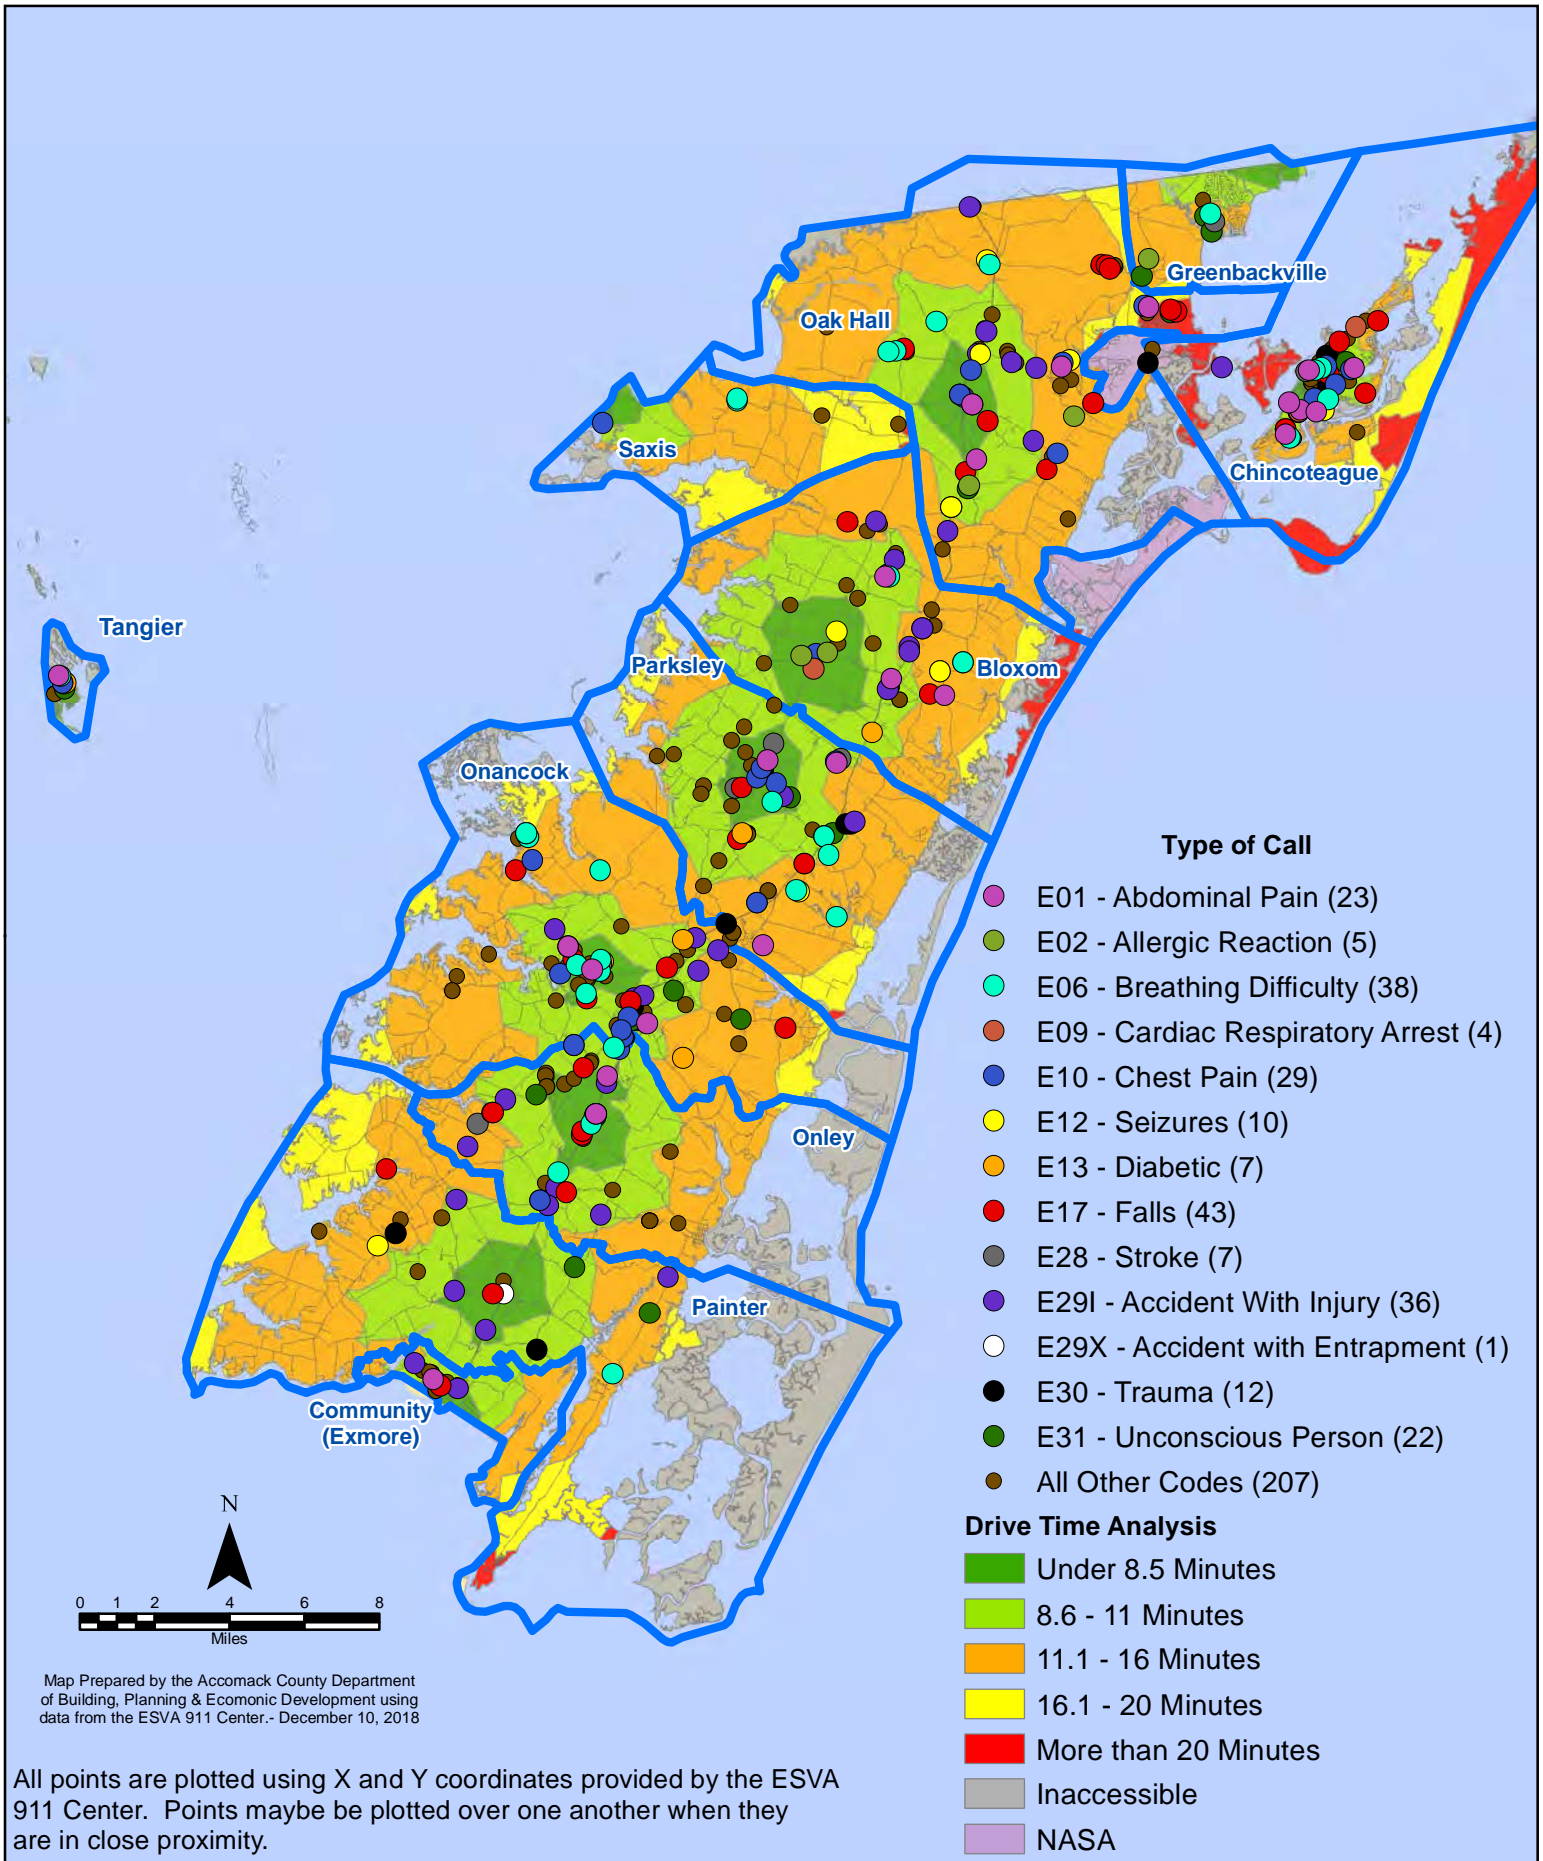 Greenbackville
Oak Hall
Saxis
Chincoteague
Tangier
Parksley
Bloxom
Onancock
Onley
Painter
Community
(Exmore)
Type of Call
E01 - Abdominal Pain (23)
E02 - Allergic Reaction (5)
E06 - Breathing Difficulty (38)
E09 - Cardiac Respiratory Arrest (4)
E10 - Chest Pain (29)
E12 - Seizures (10)
E13 - Diabetic (7)
E17 - Falls (43)
E28 - Stroke (7)
E29I - Accident With Injury (36)
E29X - Accident with Entrapment (1)
E30 - Trauma (12)
E31 - Unconscious Person (22)
All Other Codes (207)
Drive Time Analysis
Under 8.5 Minutes
8.6 - 11 Minutes
11.1 - 16 Minutes
16.1 - 20 Minutes
More than 20 Minutes
Inaccessible
NASA
N
0 1 2 4 6 8
Miles
Map Prepared by the Accomack County Department
of Building, Planning & Ecomonic Development using
data from the ESVA 911 Center.- December 10, 2018
All points are plotted using X and Y coordinates provided by the ESVA
911 Center. Points maybe be plotted over one another when they
are in close proximity.